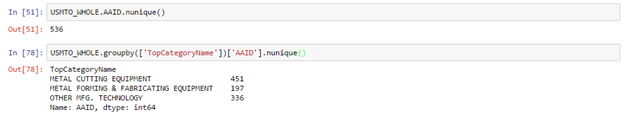 In [51]: USMTO_WHOLE.AAID.nunique()
Out[51]: 536
In [78]: USMTO_WHOLE.groupby(['TopCategoryName'])['AAID'].nunique()
Out[78]: TopCategoryName
METAL CUTTING EQUIPMENT 451
METAL FORMING & FABRICATING EQUIPMENT 197
OTHER MFG. TECHNOLOGY 336
Name: AAID, dtype: int64